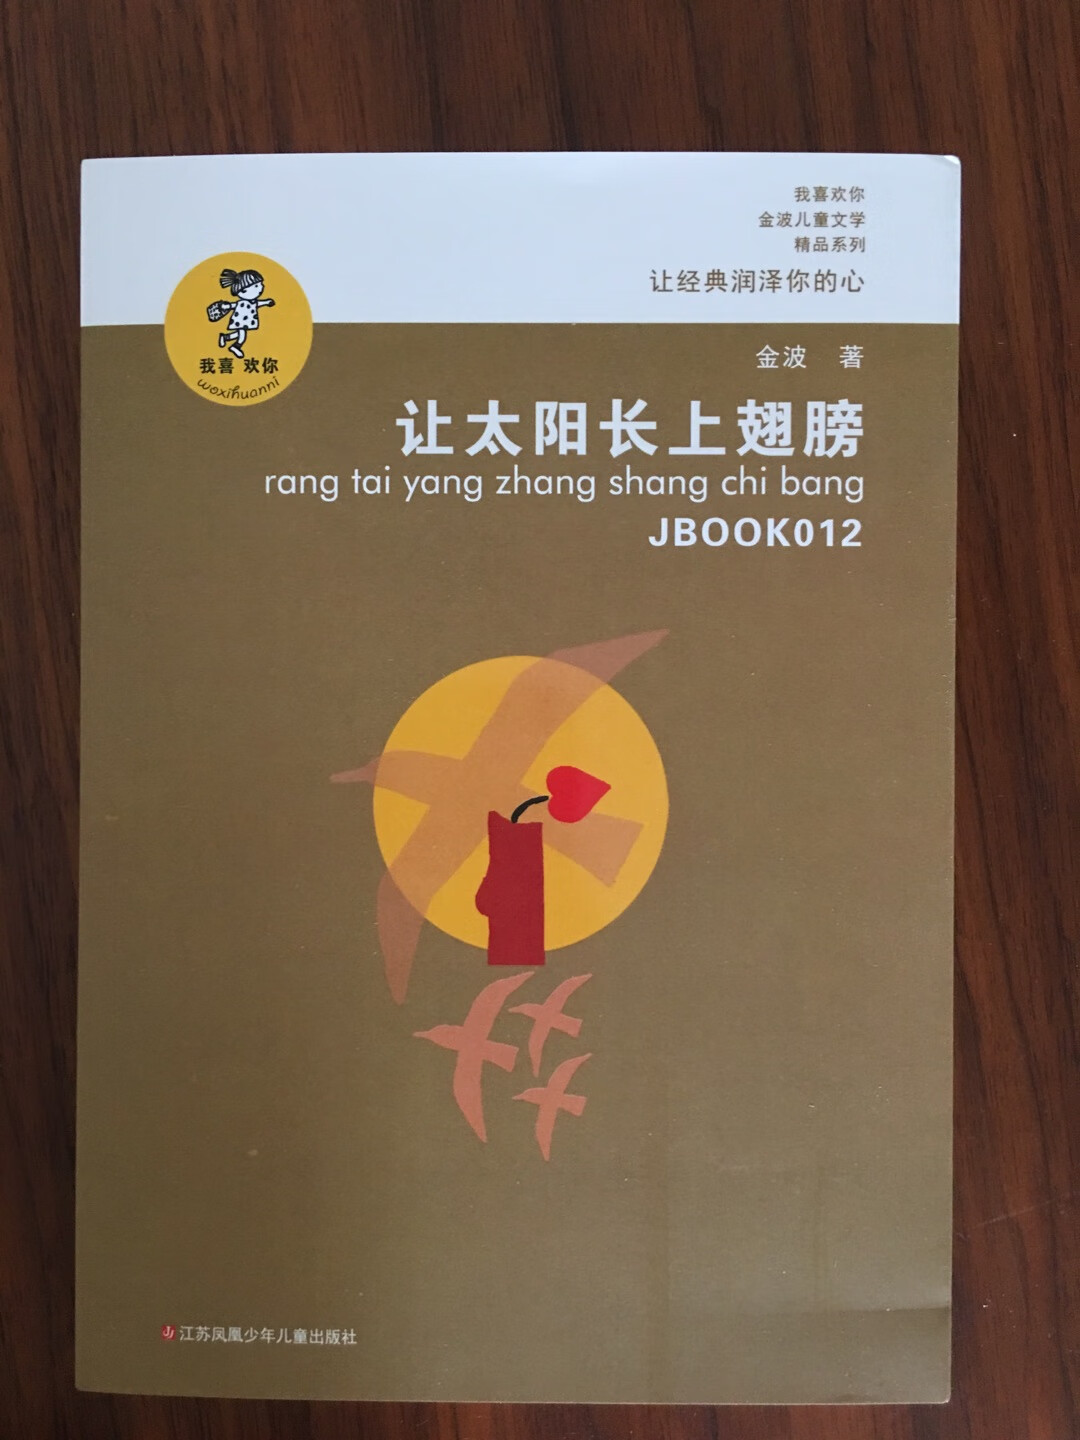 我喜欢你
金波儿童文学
精品系列
让经典润泽你的心
我喜 欢你
woxihuanni
金波 著
让太阳长上翅膀
rang tai yang zhang shang chi bang
JBOOK012
江苏凤凰少年儿童出版社